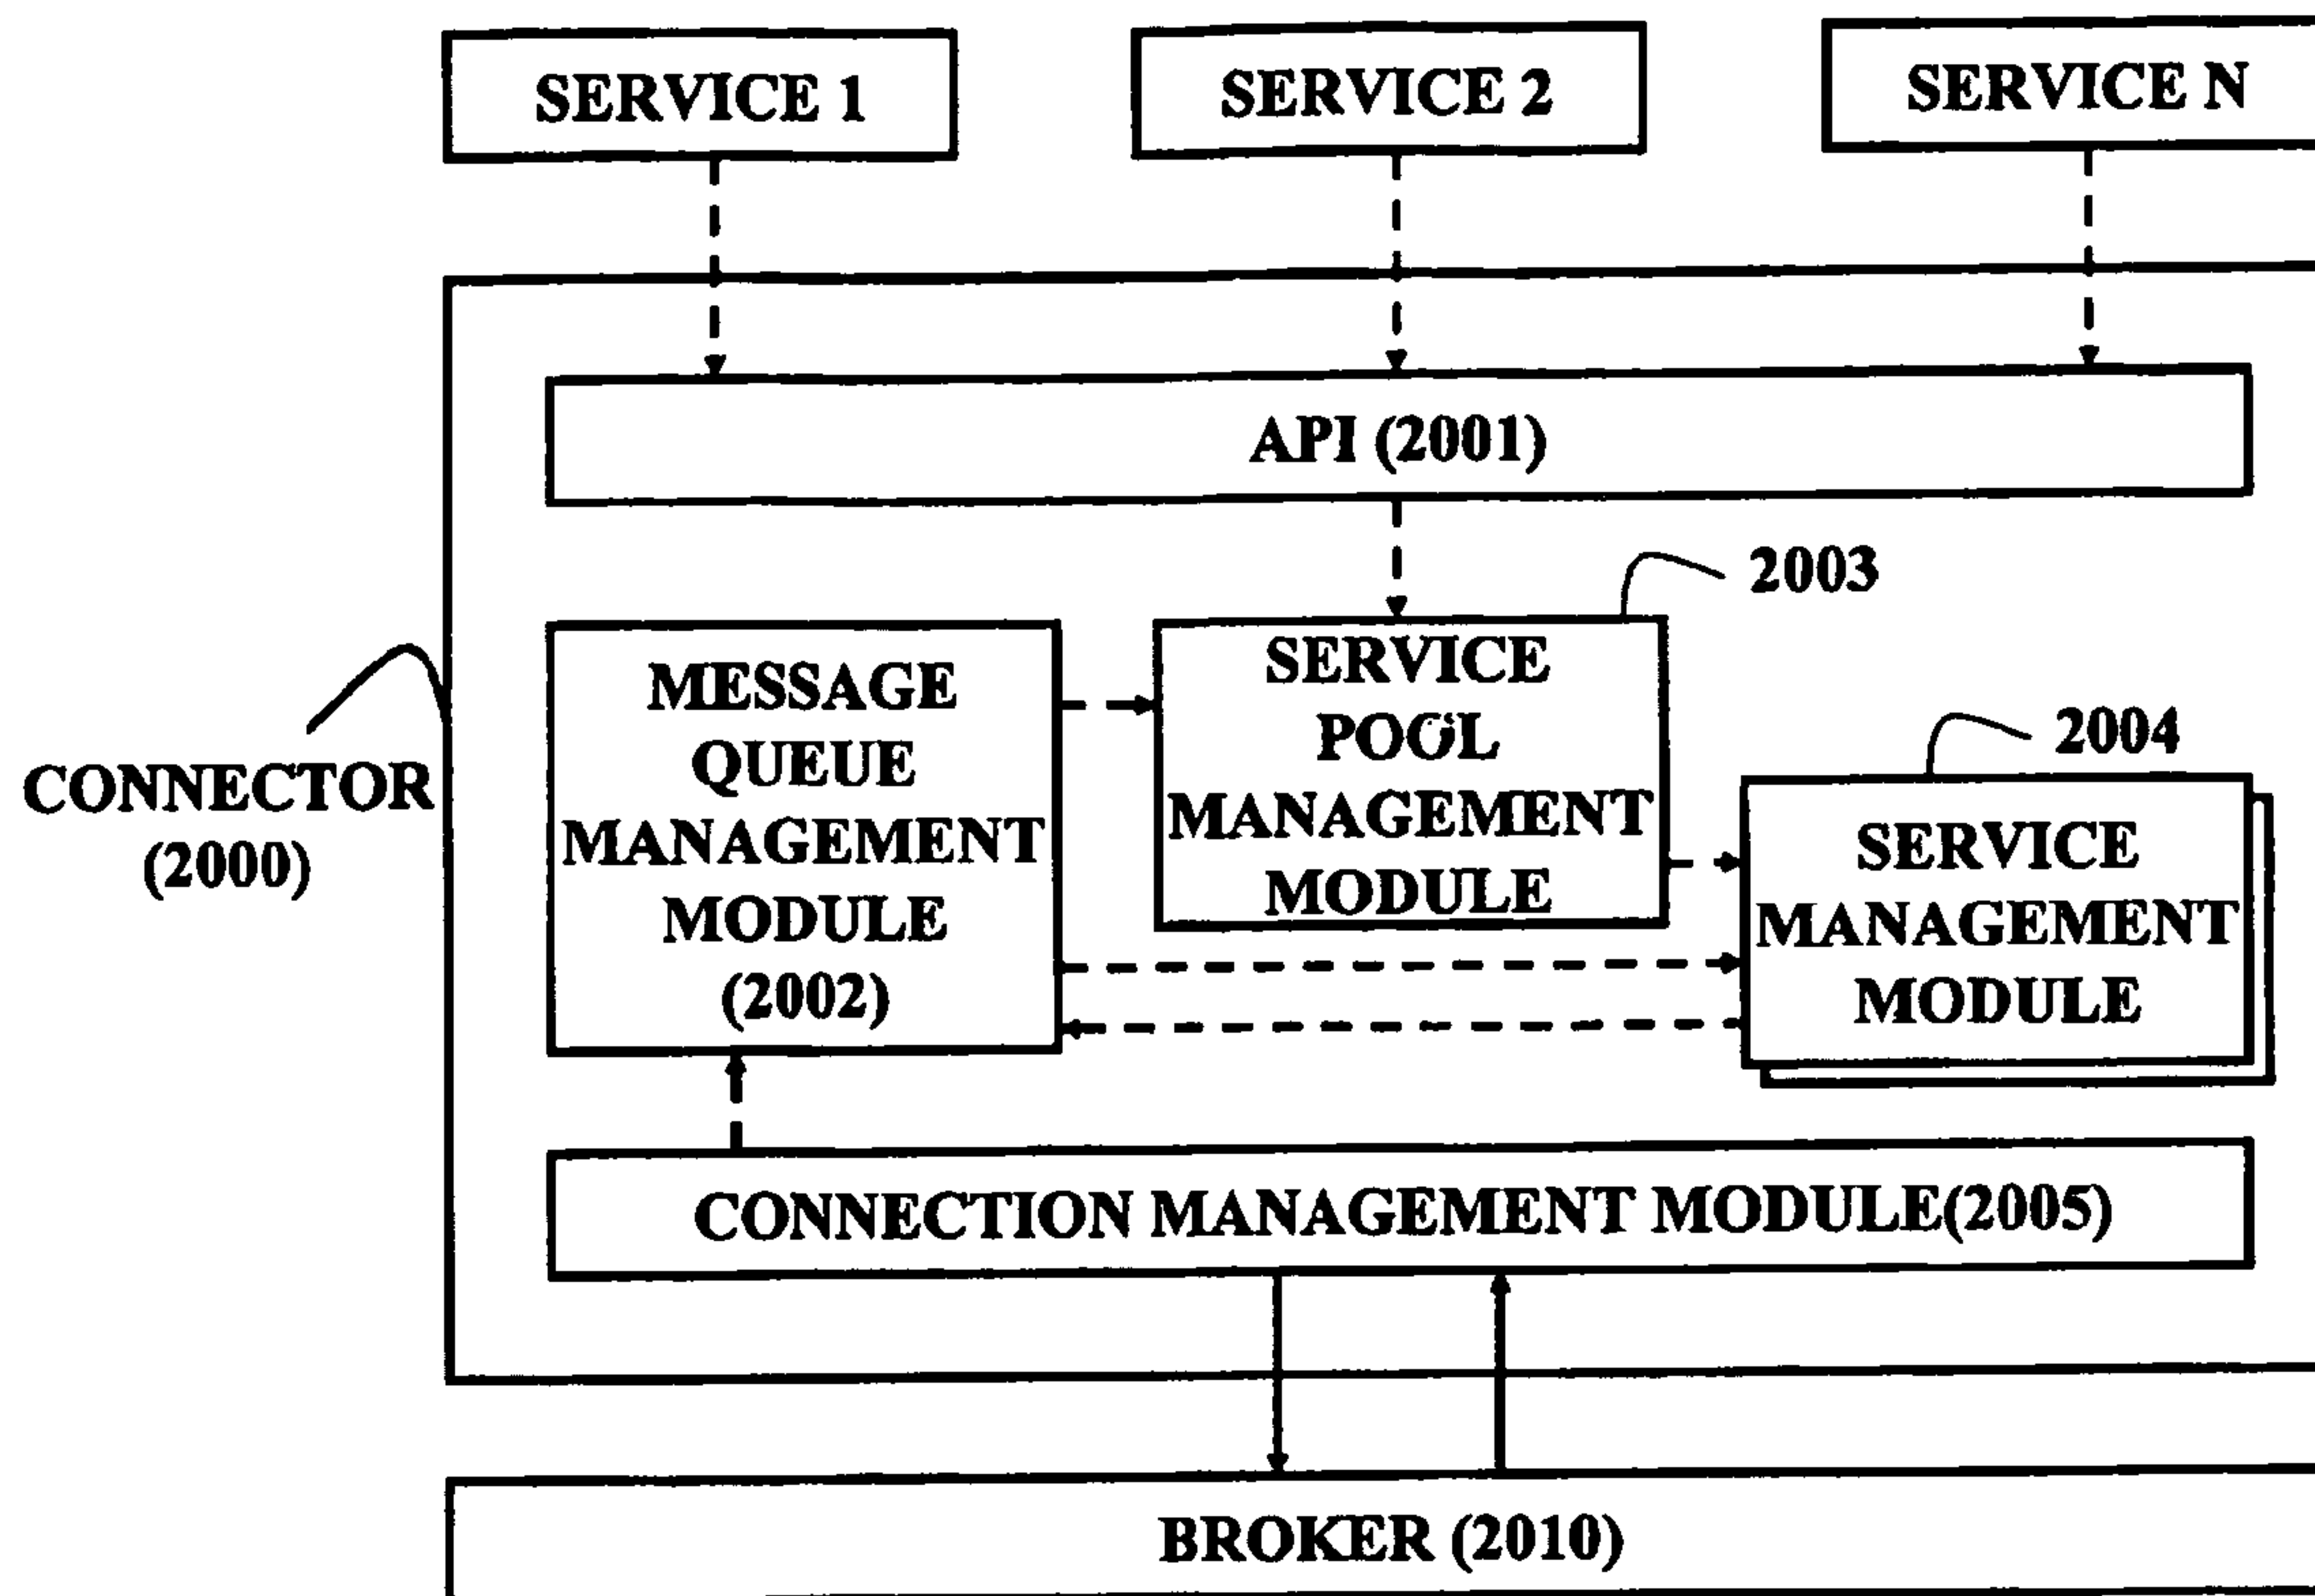 SERVICE 1
SERVICE 2
SERVICE N
API (2001)
2003
MESSAGE
QUEUE
MANAGEMENT
MODULE
(2002)
SERVICE
POOL
MANAGEMENT
MODULE
2004
SERVICE
MANAGEMENT
MODULE
CONNECTOR
(2000)
CONNECTION MANAGEMENT MODULE(2005)
BROKER (2010)